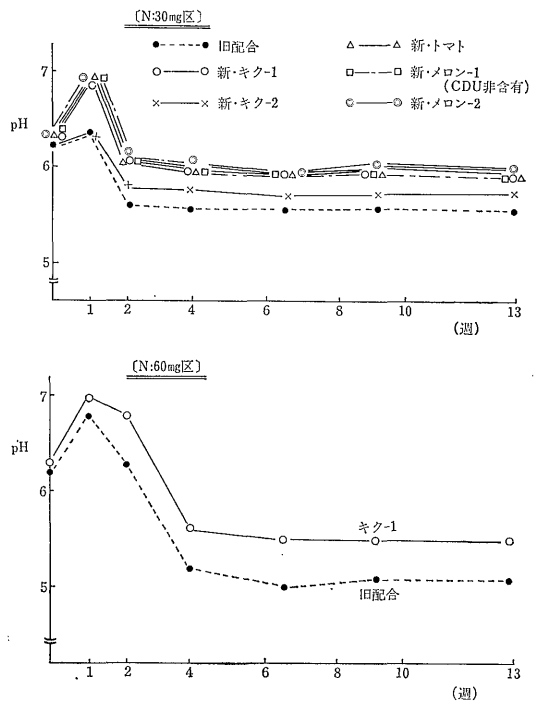 〔N:30mg区〕
旧配合
新・キク-1
新・キク-2
新・トマト
新・メロン-1
(CDU非含有)
新・メロン-2
7
pH
6
5
1 2 4 6 8 10 13
(週)
〔N:60mg区〕
7
pH
6
5
キク-1
旧配合
1 2 4 6 8 10 13
(週)